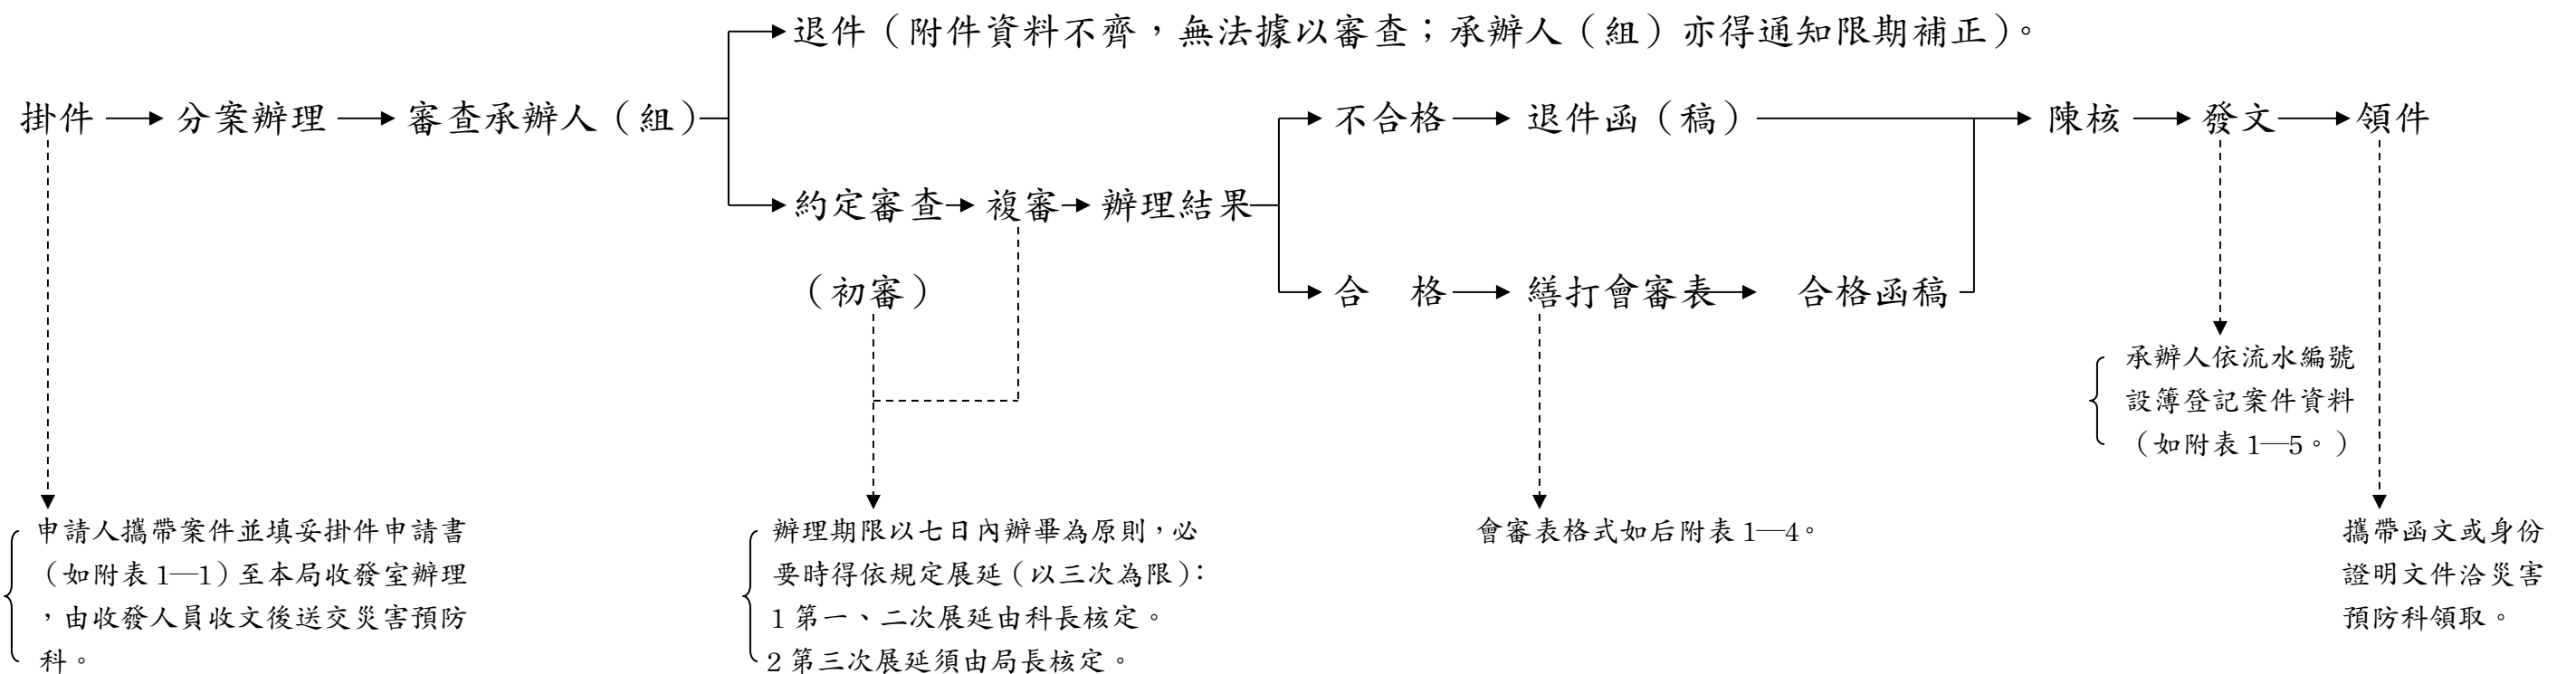 退件（附件資料不齊，無法據以審查；承辦人（組）亦得通知限期補正）。
掛件 分案辦理 審查承辦人（組） 不合格 退件函（稿） 陳核 發文 領件
約定審查 複審 辦理結果
（初審） 合 格 繕打會審表 合格函稿
承辦人依流水編號
設簿登記案件資料
（如附表 1—5。）
申請人攜帶案件並填妥掛件申請書
（如附表 1—1）至本局收發室辦理
，由收發人員收文後送交災害預防
科。
辦理期限以七日內辦畢為原則，必
要時得依規定展延（以三次為限）：
1 第一、二次展延由科長核定。
2 第三次展延須由局長核定。
會審表格式如后附表 1—4。
攜帶函文或身份
證明文件洽災害
預防科領取。